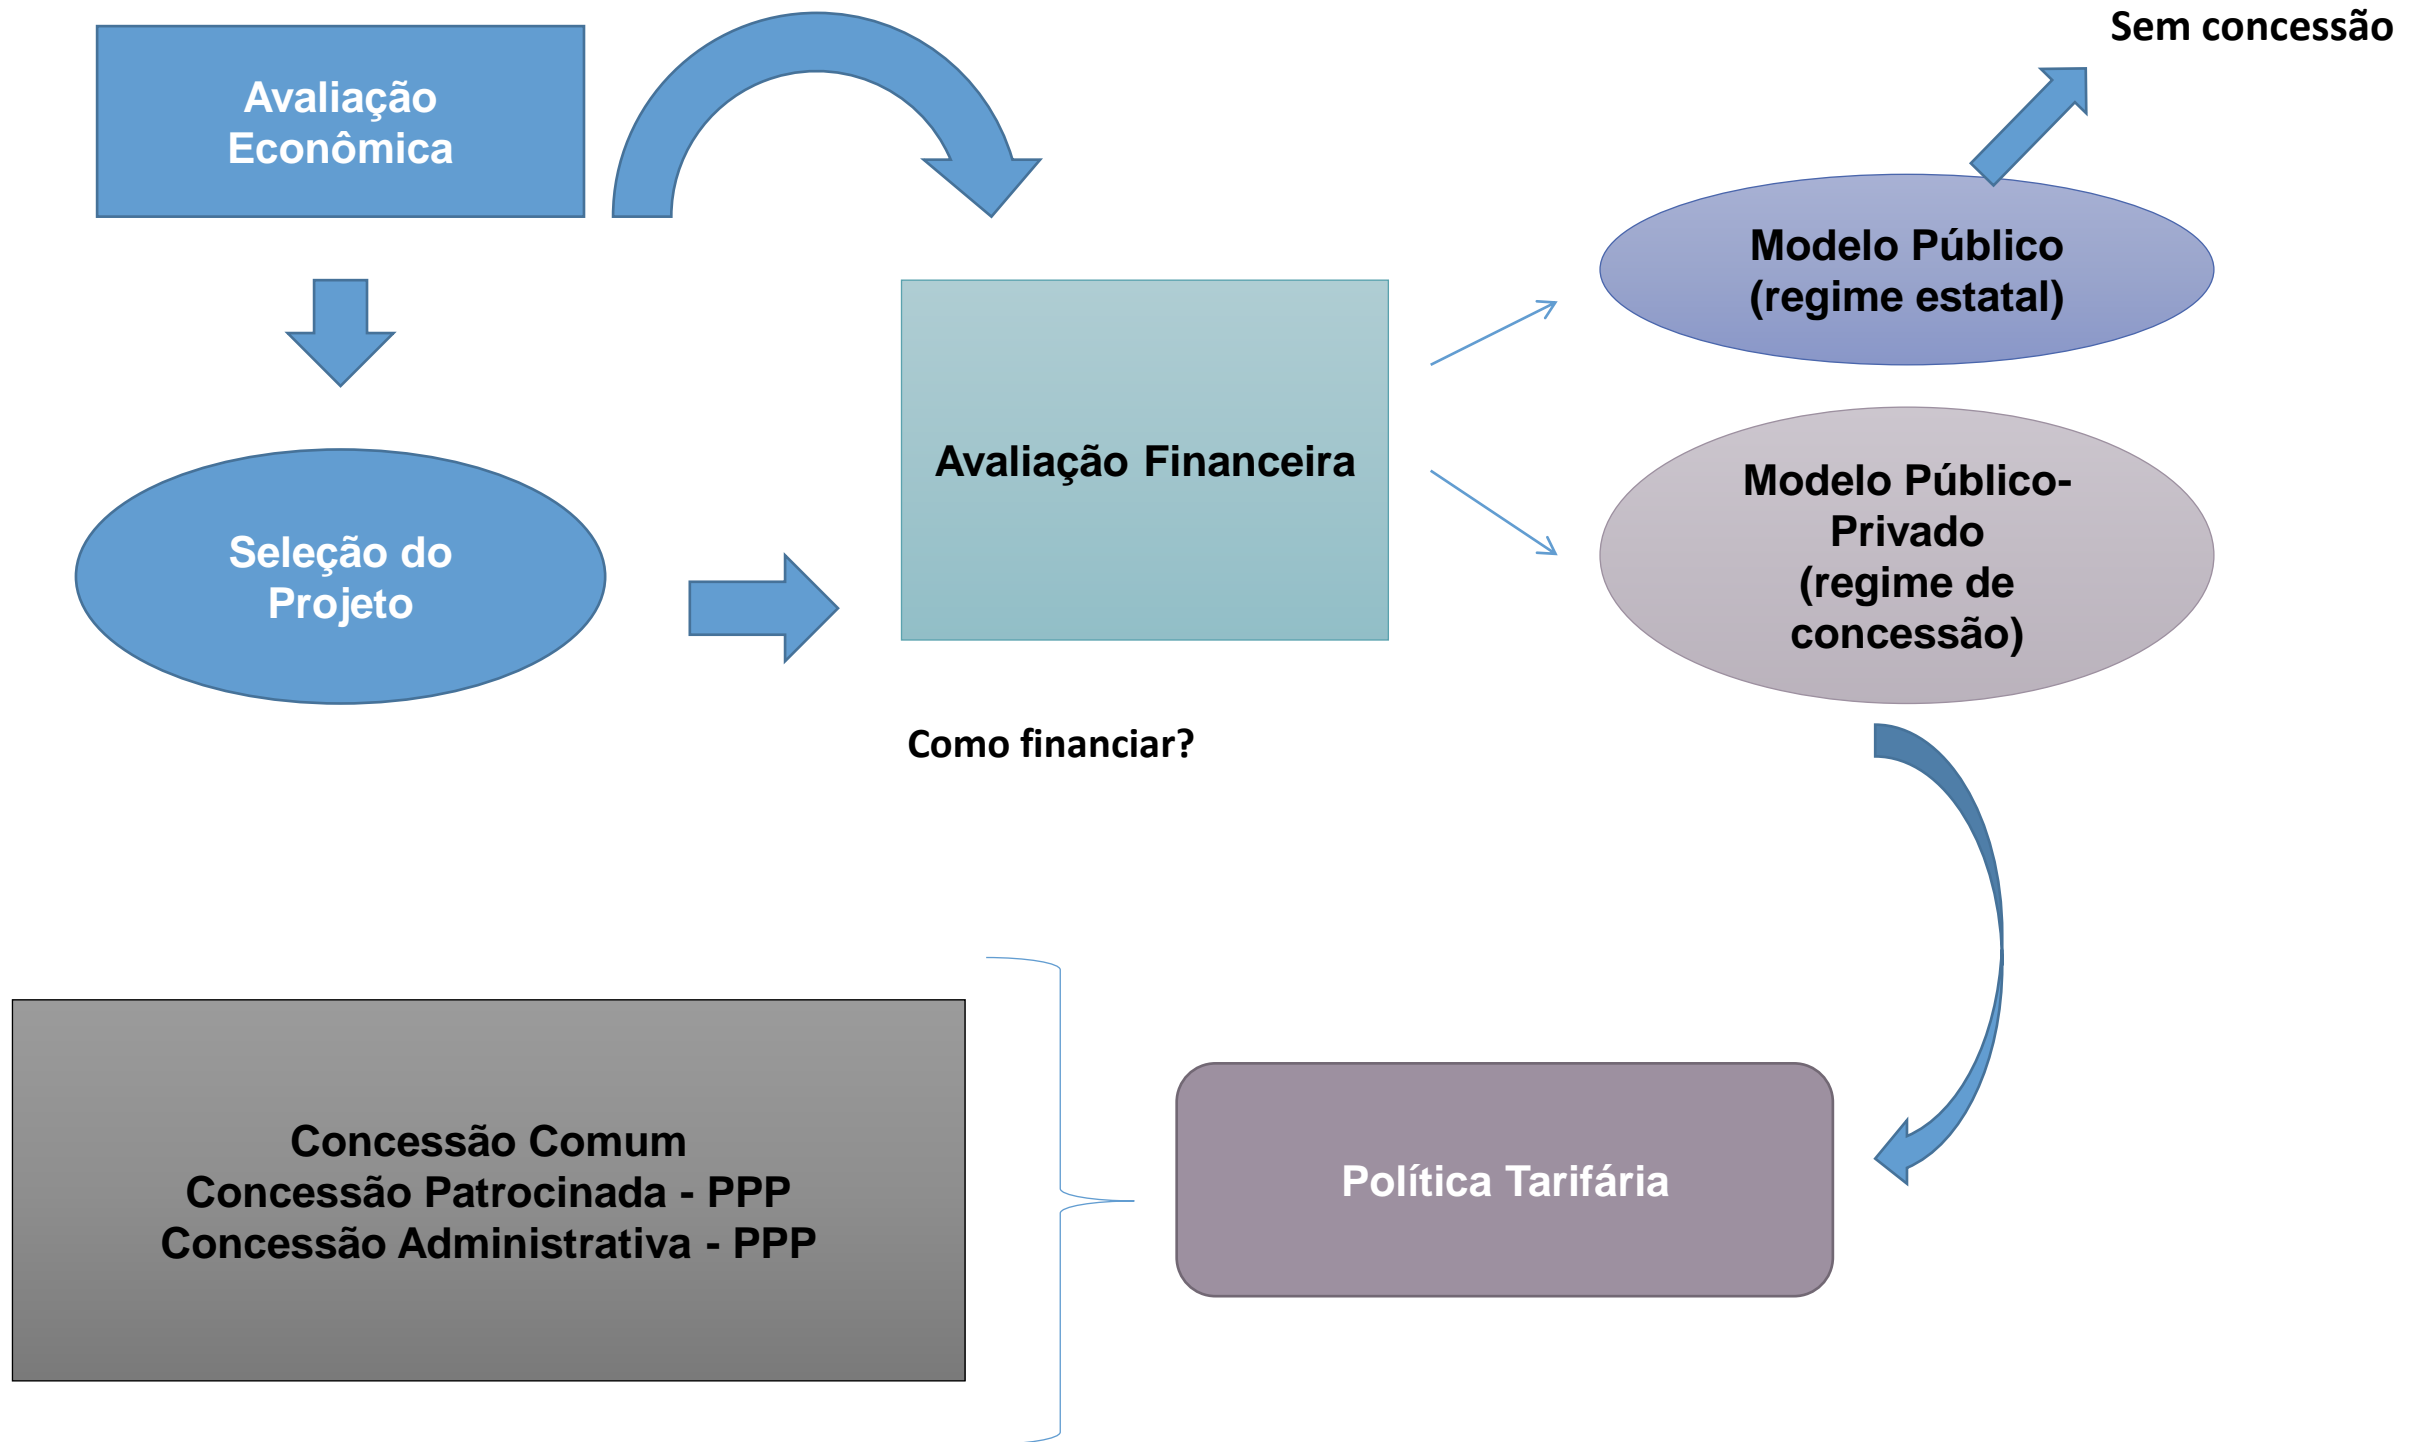 Sem concessão
Avaliação
Econômica
Modelo Público
(regime estatal)
Avaliação Financeira
Modelo Público-
Privado
(regime de
concessão)
Seleção do
Projeto
Como financiar?
Concessão Comum
Concessão Patrocinada - PPP
Concessão Administrativa - PPP
Política Tarifária